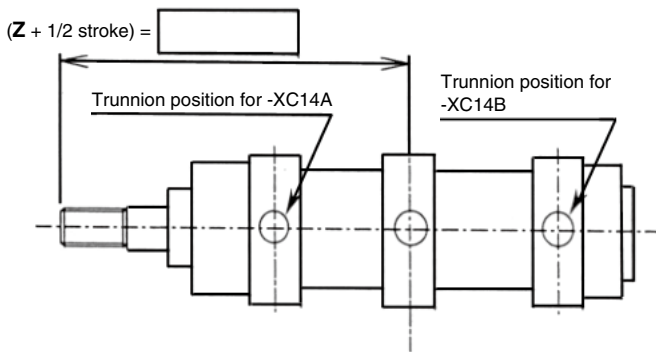 (Z + 1/2 stroke) =
Trunnion position for -XC14A
Trunnion position for
-XC14B